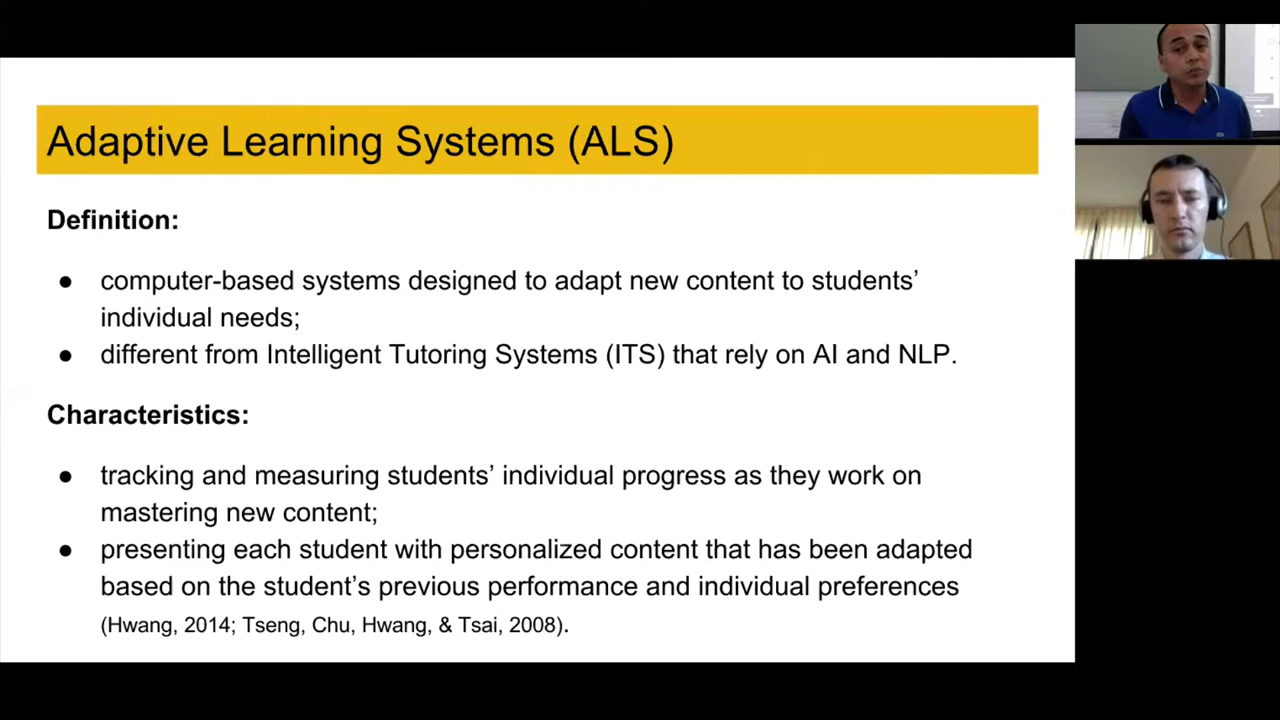 Adaptive Learning Systems (ALS)
Definition:
● computer-based systems designed to adapt new content to students’
individual needs;
● different from Intelligent Tutoring Systems (ITS) that rely on AI and NLP.
Characteristics:
● tracking and measuring students’ individual progress as they work on
mastering new content;
● presenting each student with personalized content that has been adapted
based on the student’s previous performance and individual preferences
(Hwang, 2014; Tseng, Chu, Hwang, & Tsai, 2008).